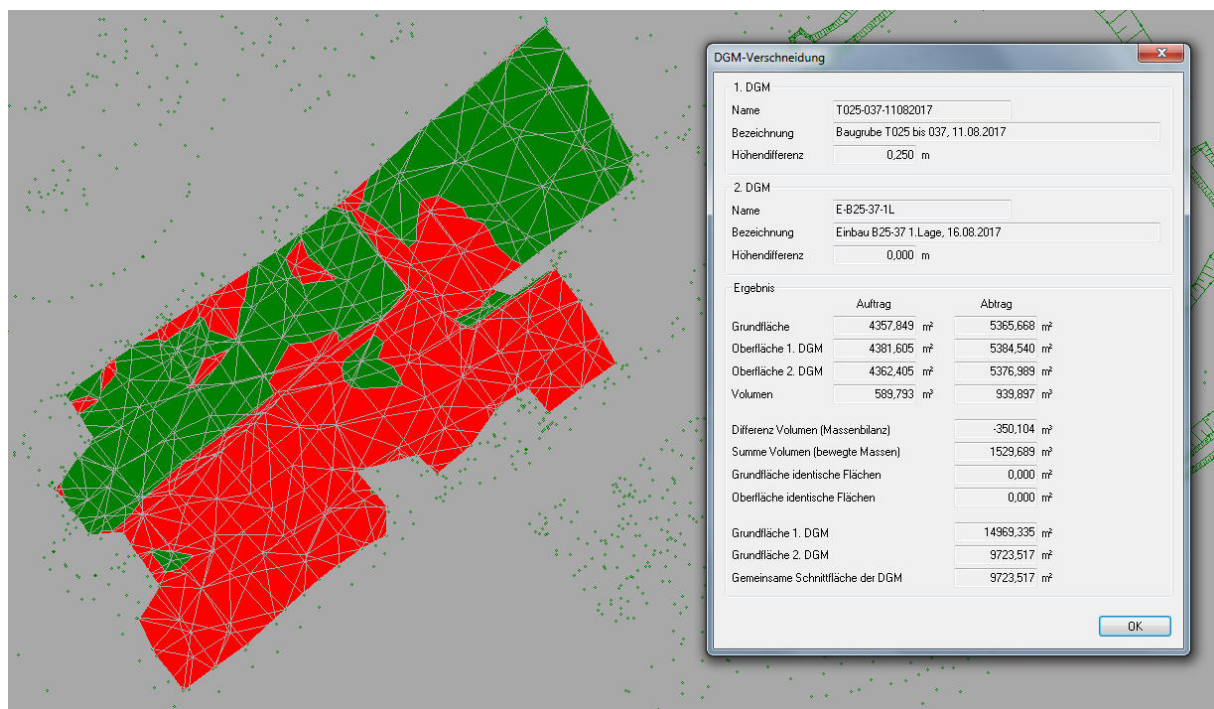 DGM-Verschneidung
1. DGM
Name T025-037-11082017
Bezeichnung Baugrube T025 bis 037, 11.08.2017
Höhendifferenz 0,250 m
2. DGM
Name E-B25-37-1L
Bezeichnung Einbau B25-37 1.Lage, 16.08.2017
Höhendifferenz 0,000 m
Ergebnis
Auftrag Abtrag
Grundfläche 4357,849 m² 5365,668 m²
Oberfläche 1. DGM 4381,605 m² 5384,540 m²
Oberfläche 2. DGM 4362,405 m² 5376,989 m²
Volumen 589,793 m³ 939,897 m³
Differenz Volumen (Massenbilanz) -350,104 m³
Summe Volumen (bewegte Massen) 1529,689 m³
Grundfläche identische Flächen 0,000 m²
Oberfläche identische Flächen 0,000 m²
Grundfläche 1. DGM 14969,335 m²
Grundfläche 2. DGM 9723,517 m²
Gemeinsame Schnittfläche der DGM 9723,517 m²
OK